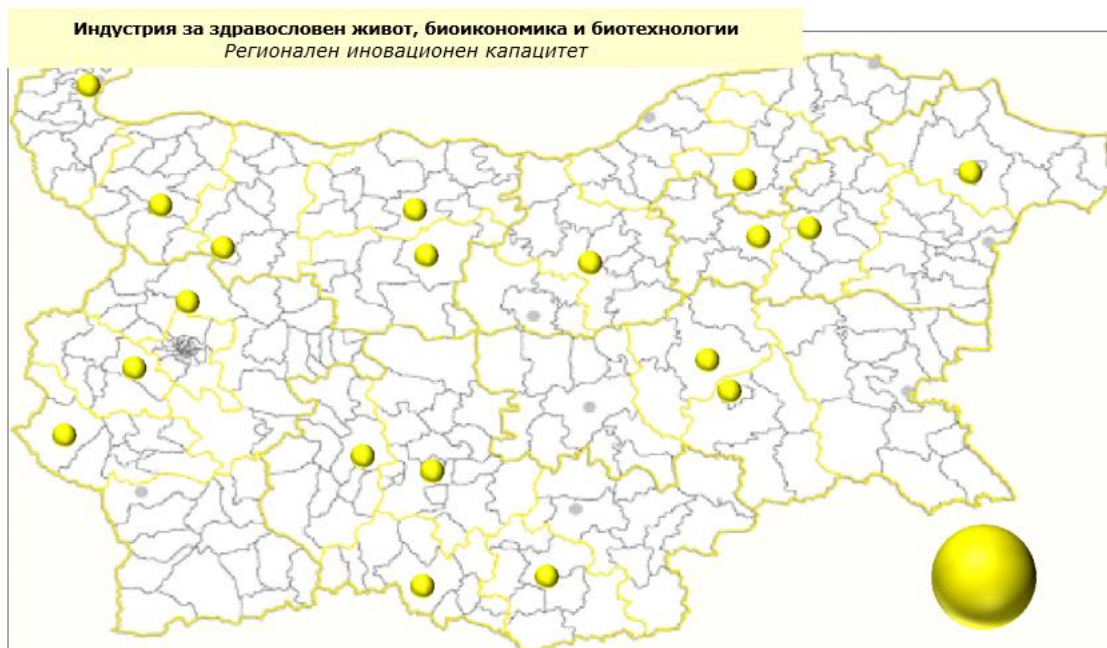 Индустрия за здравословен живот, биоикономика и биотехнологии
Регионален иновационен капацитет